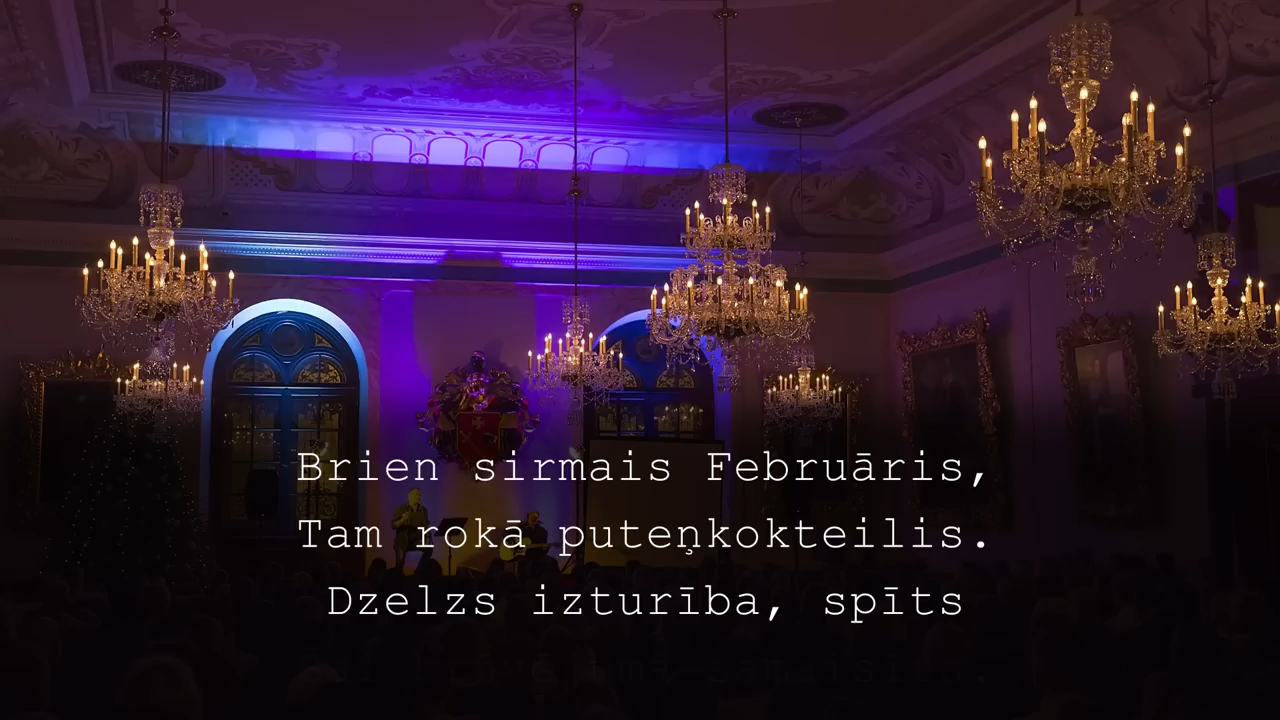 Brien sirmais Februāris,
Tam rokā puteņkokteilis.
Dzelzs izturība, spīts